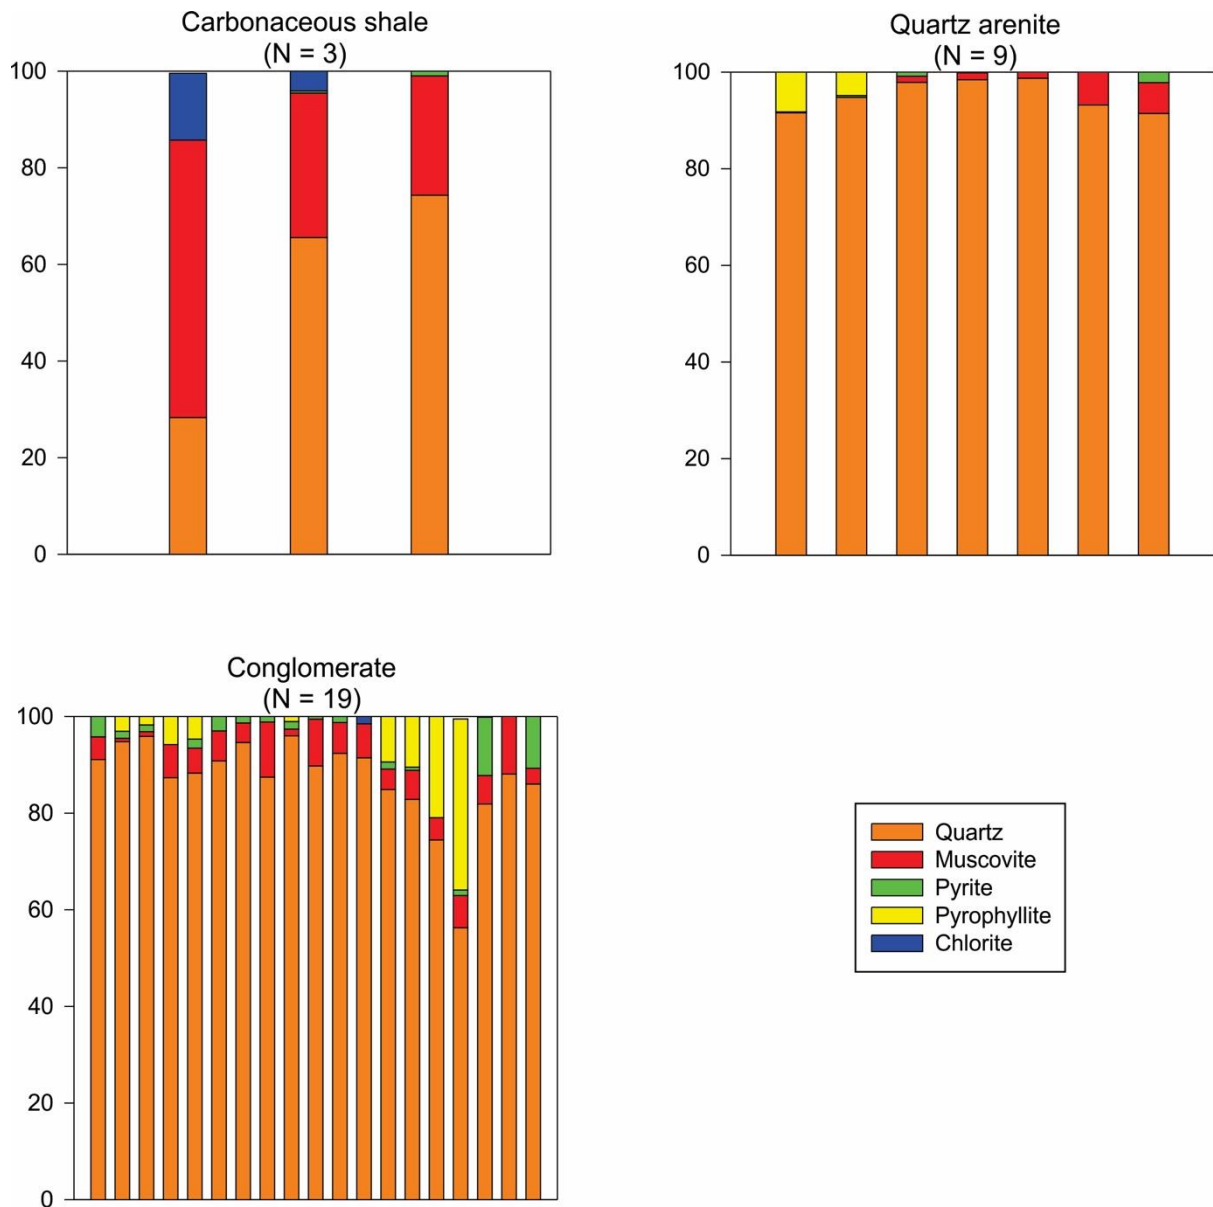 Carbonaceous shale
(N = 3)
100
80
60
40
20
0
Quartz arenite
(N = 9)
100
80
60
40
20
0
Conglomerate
(N = 19)
100
80
60
40
20
0
Quartz
Muscovite
Pyrite
Pyrophyllite
Chlorite